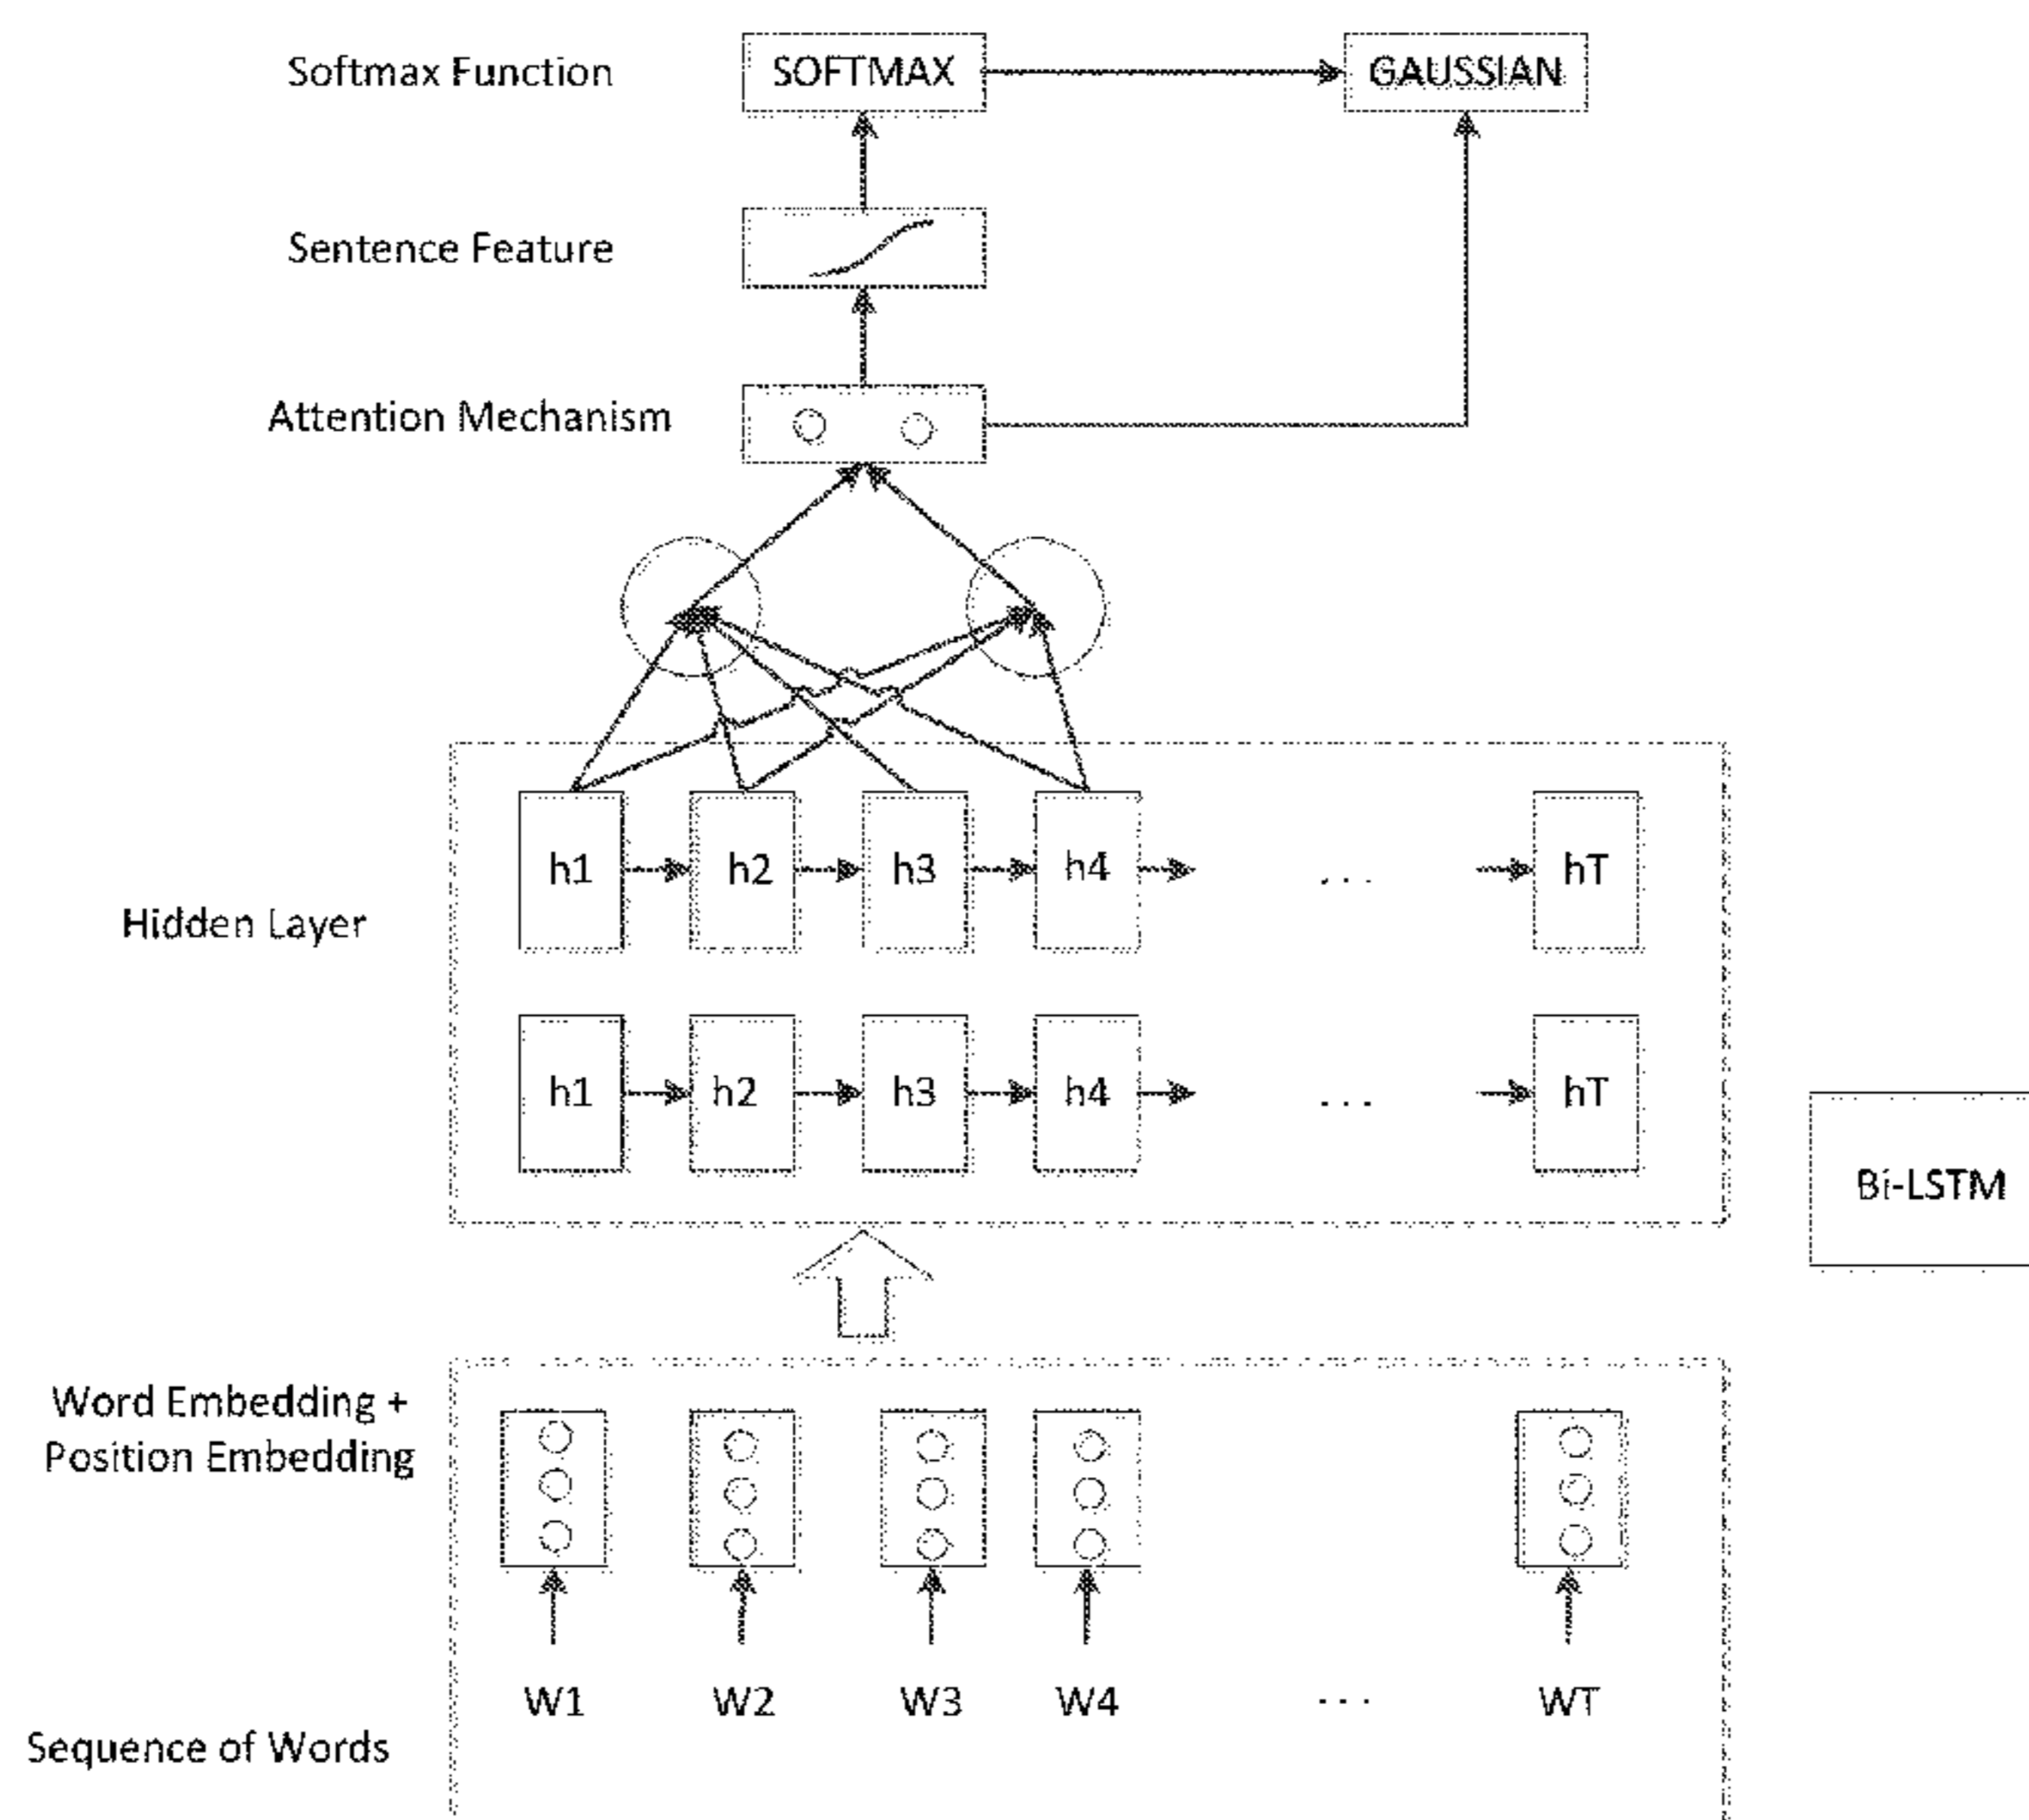 Softmax Function
SOFTMAX
GAUSSIAN
Sentence Feature
Attention Mechanism
Hidden Layer
h1 h2 h3 h4 ... hT
h1 h2 h3 h4 ... hT
Bi-LSTM
Word Embedding +
Position Embedding
W1 W2 W3 W4 ... WT
Sequence of Words